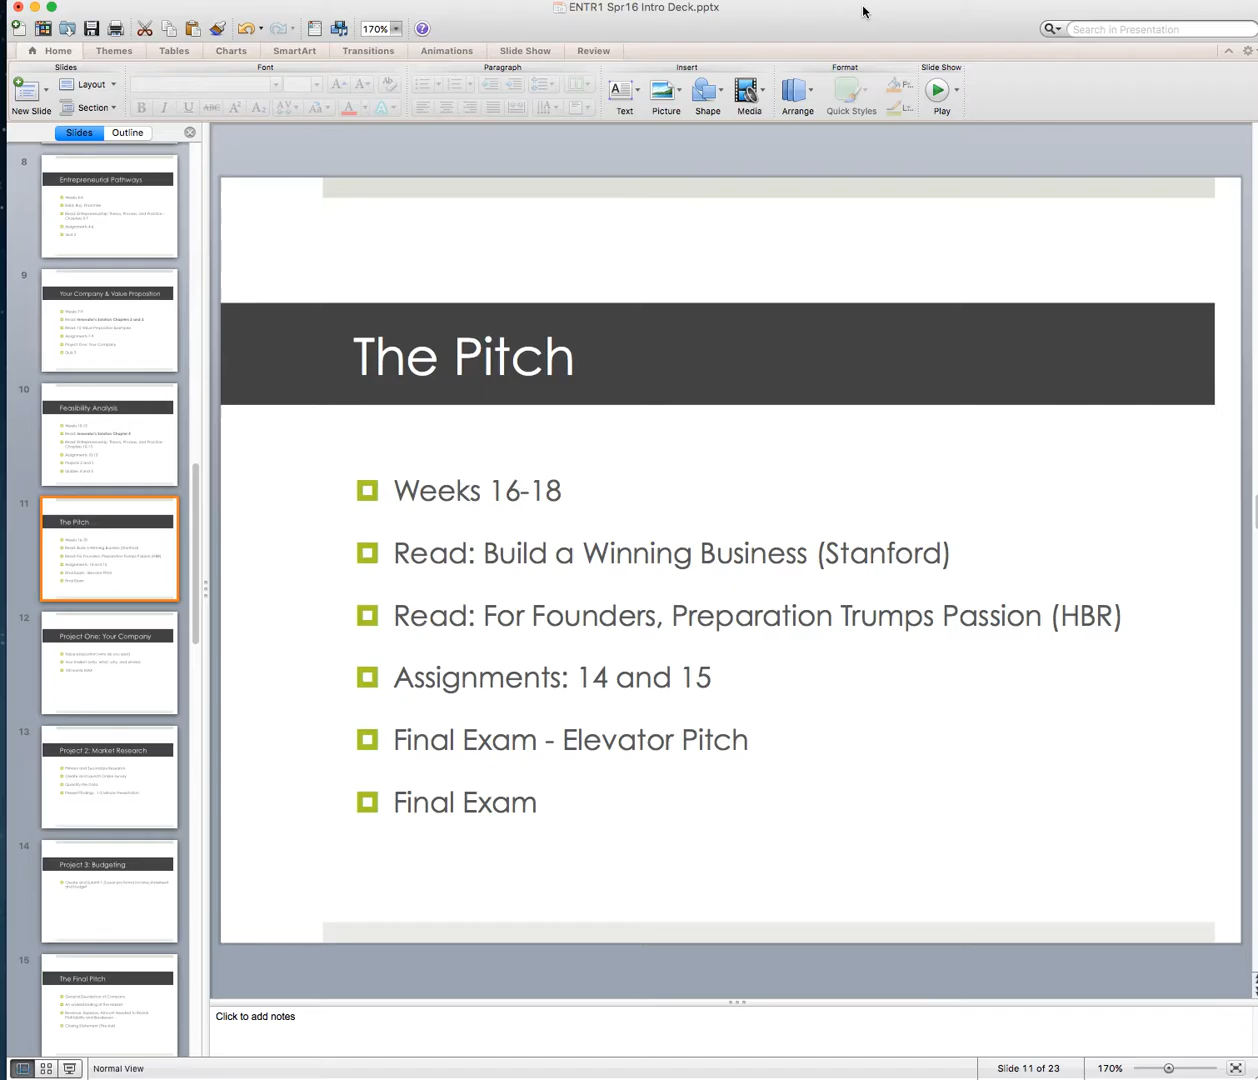 ENTR1 Spr16 Intro Deck.pptx
170%
Search in Presentation
Home Themes Tables Charts SmartArt Transitions Animations Slide Show Review
Slides Font Paragraph Insert Format Slide Show
New Slide Layout Section Text Picture Shape Media Arrange Quick Styles Play
Slides Outline
8
Entrepreneurial Pathways
9
Your Company & Value Proposition
10
Feasibility Analysis
11
The Pitch
12
Project One: Your Company
13
Project 2: Market Research
14
Project 3: Budgeting
15
The Final Pitch
The Pitch
Weeks 16-18
Read: Build a Winning Business (Stanford)
Read: For Founders, Preparation Trumps Passion (HBR)
Assignments: 14 and 15
Final Exam - Elevator Pitch
Final Exam
Click to add notes
Normal View
Slide 11 of 23
170%